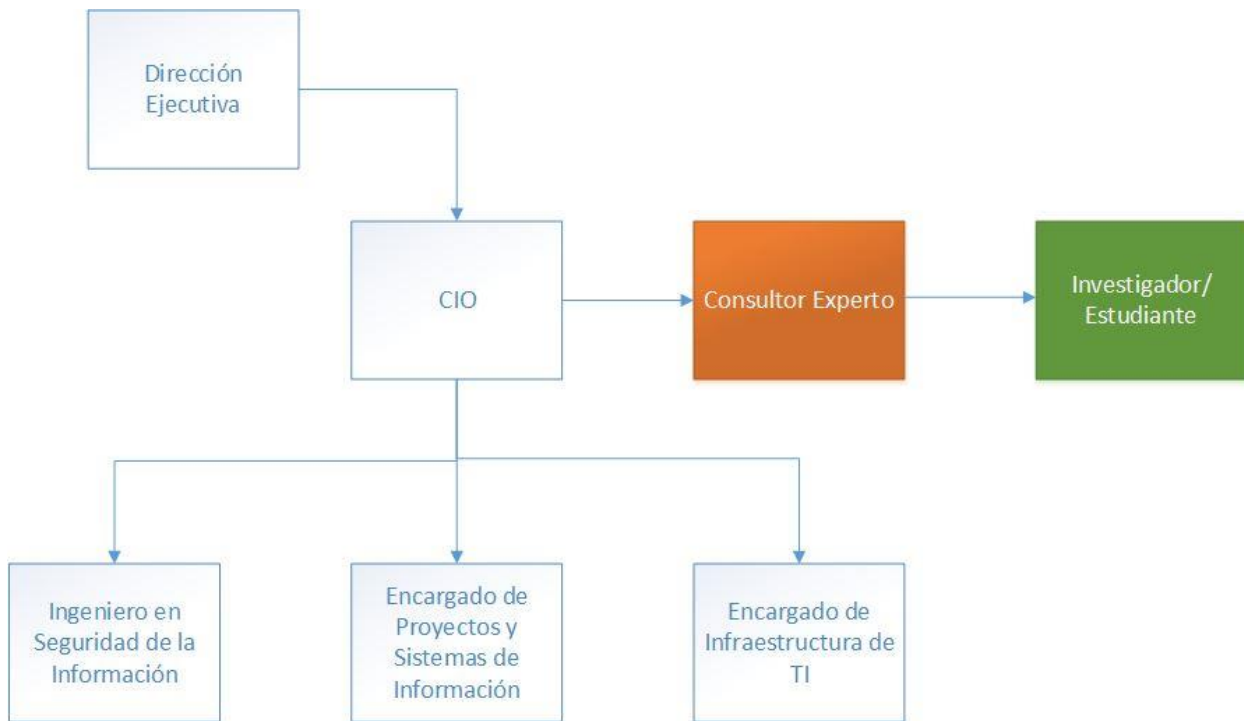 Dirección
Ejecutiva
CIO
Consultor Experto
Investigador/
Estudiante
Ingeniero en
Seguridad de la
Información
Encargado de
Proyectos y
Sistemas de
Información
Encargado de
Infraestructura de
TI